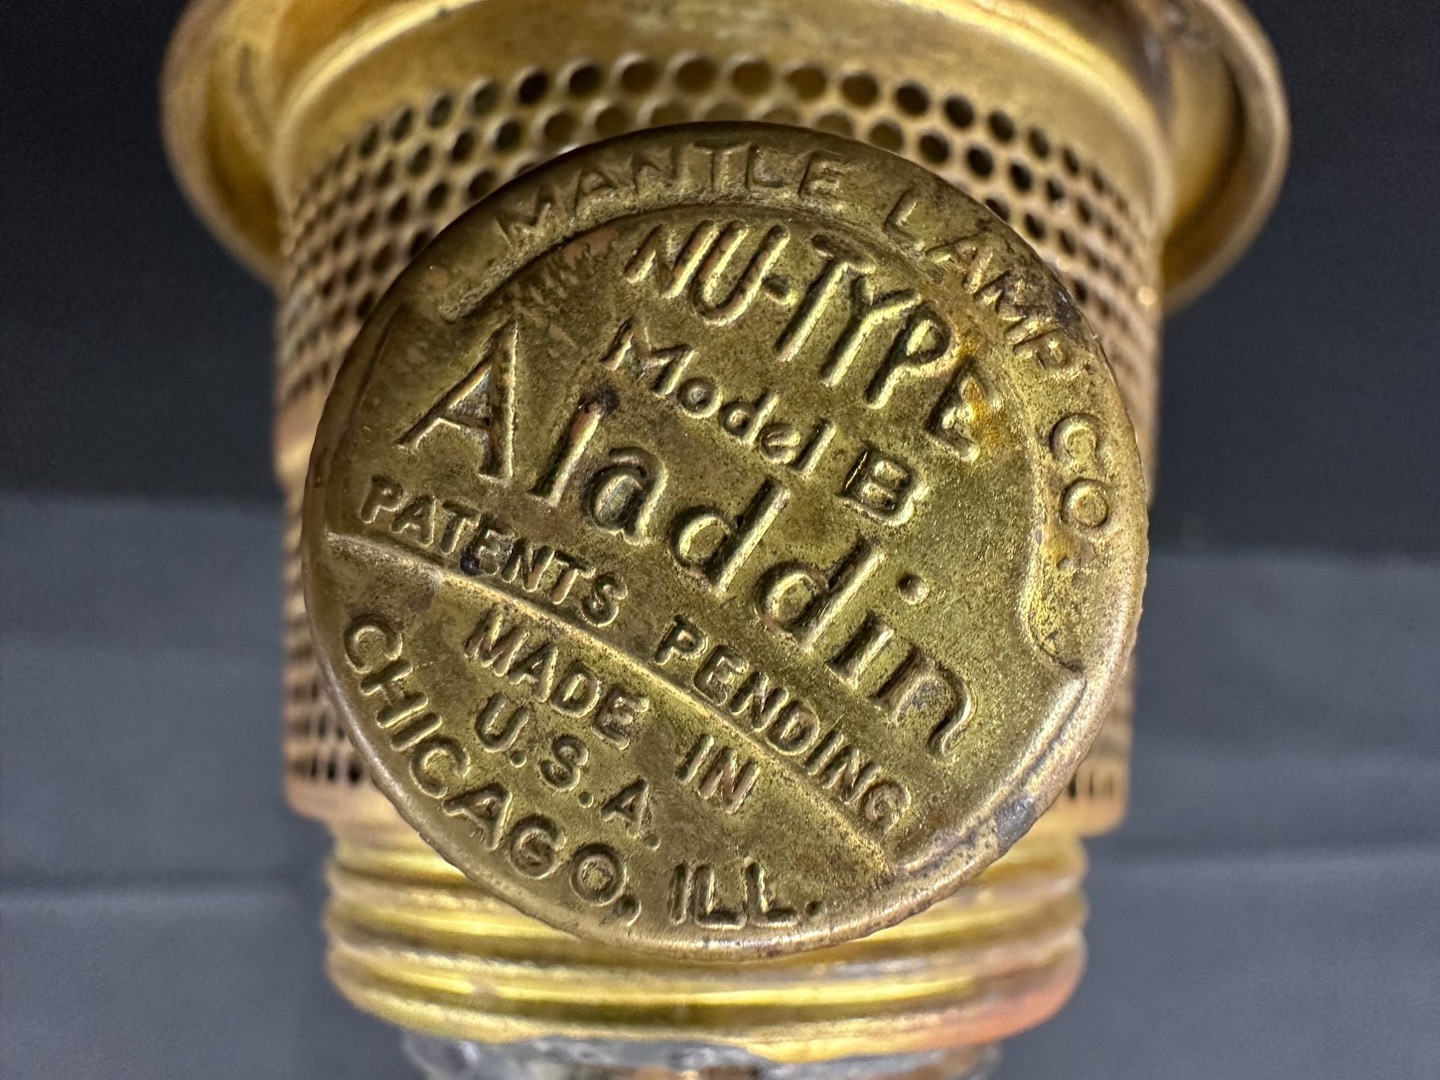 MANTLE LAMP CO.
NU-TYPE
Model B
Aladdin
PATENTS PENDING
MADE IN
U.S.A.
CHICAGO, ILL.